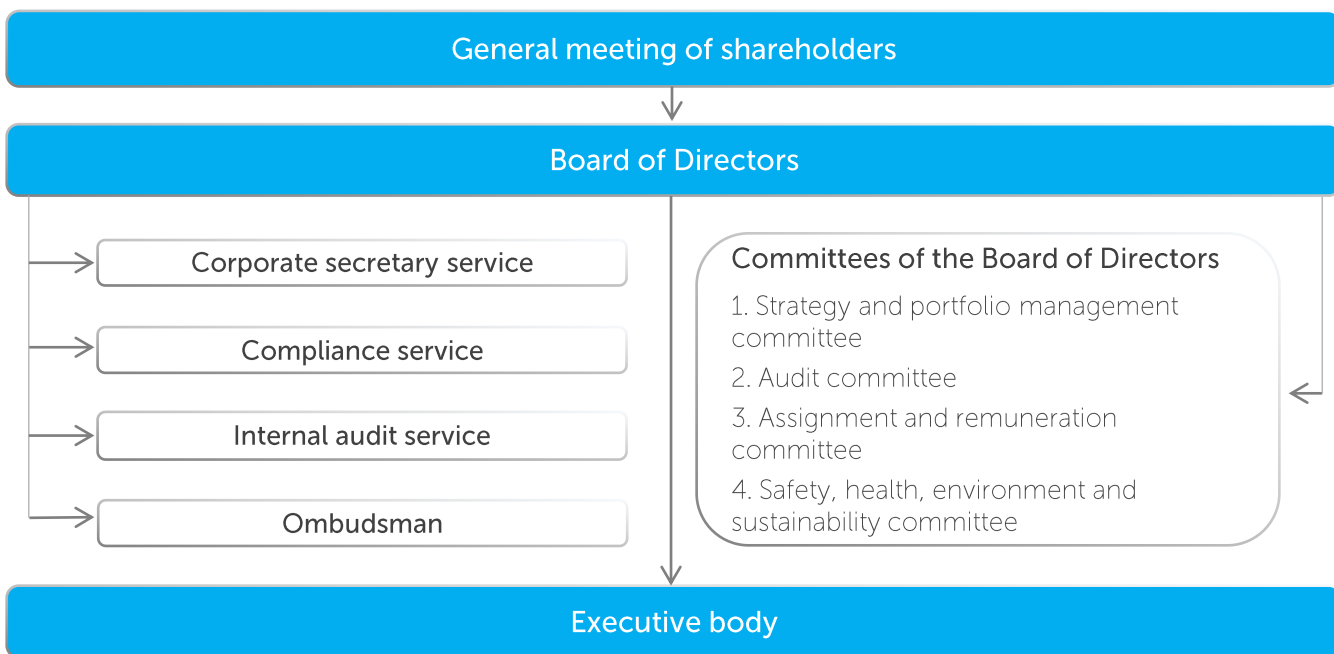 General meeting of shareholders
Board of Directors
Corporate secretary service
Compliance service
Internal audit service
Ombudsman
Committees of the Board of Directors
1. Strategy and portfolio management
committee
2. Audit committee
3. Assignment and remuneration
committee
4. Safety, health, environment and
sustainability committee
Executive body